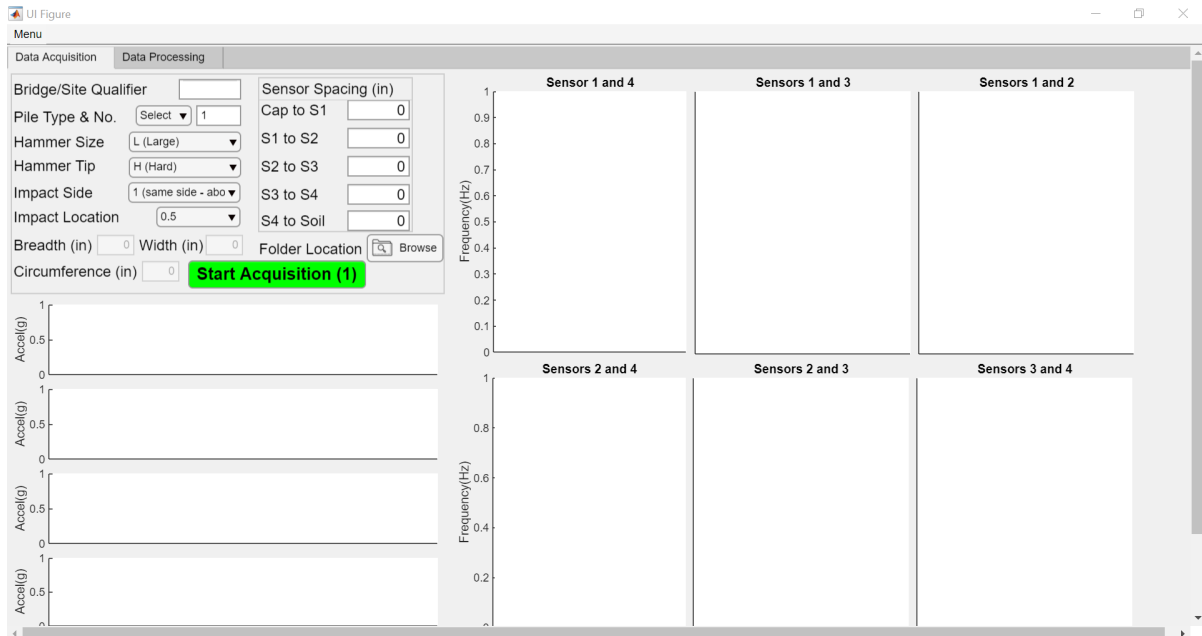 UI Figure
Menu
Data Acquisition Data Processing
Bridge/Site Qualifier
Pile Type & No. Select 1
Hammer Size L (Large)
Hammer Tip H (Hard)
Impact Side 1 (same side - abo
Impact Location 0.5
Breadth (in) 0 Width (in) 0
Circumference (in) 0
Sensor Spacing (in)
Cap to S1 0
S1 to S2 0
S2 to S3 0
S3 to S4 0
S4 to Soil 0
Folder Location Browse
Start Acquisition (1)
1
0.5
0
Accel(g)
1
0.5
0
Accel(g)
1
0.5
0
Accel(g)
1
0.5
0
Accel(g)
Sensor 1 and 4
Sensors 1 and 3
Sensors 1 and 2
1
0.9
0.8
0.7
0.6
0.5
0.4
0.3
0.2
0.1
0
Frequency(Hz)
Sensors 2 and 4
Sensors 2 and 3
Sensors 3 and 4
1
0.8
0.6
0.4
0.2
0
Frequency(Hz)